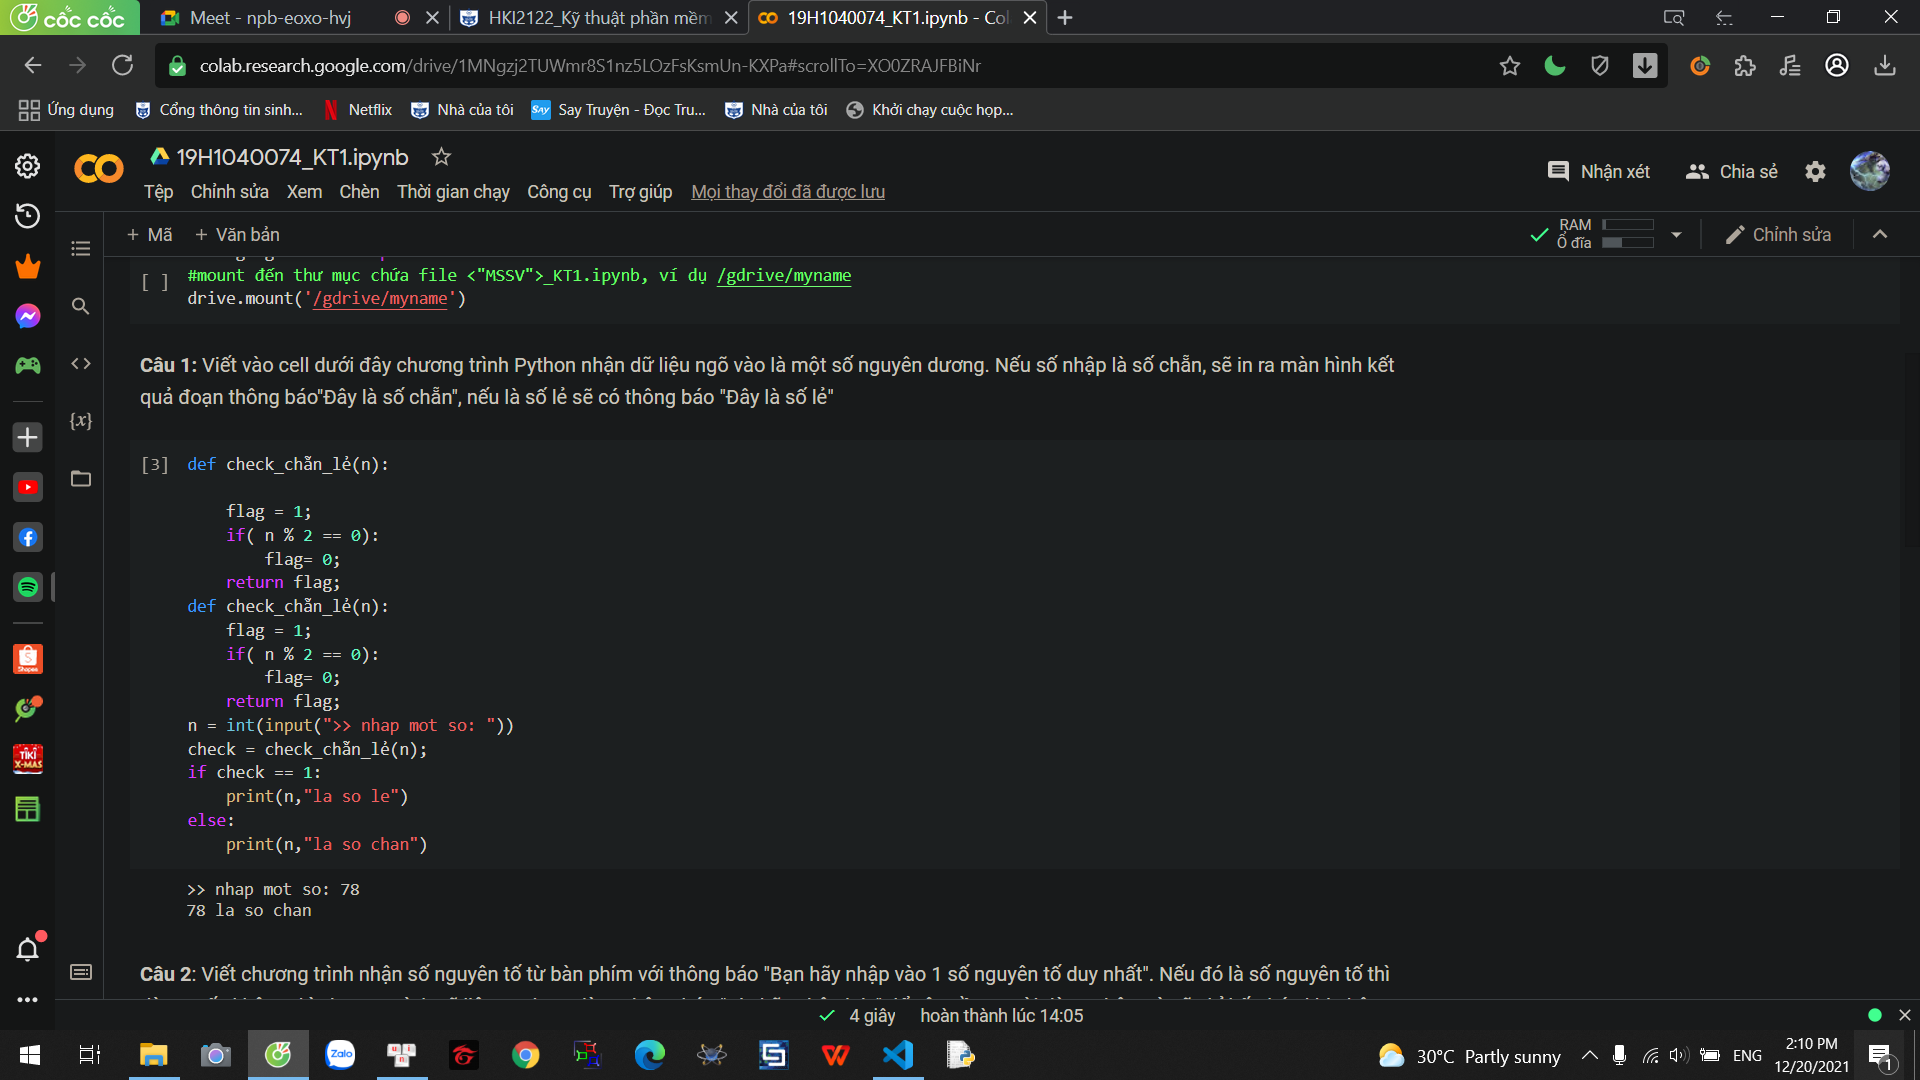 cốc cốc
Meet - npb-eoxo-hvj
HKI2122_Kỹ thuật phần mềm
19H1040074_KT1.ipynb - Col
colab.research.google.com/drive/1MNgzj2TUWmr8S1nz5LOzFsKsmUn-KXPa#scrollTo=XO0ZRAJFBiNr
Ứng dụng
Cổng thông tin sinh...
Netflix
Nhà của tôi
Say Truyện - Đọc Tru...
Nhà của tôi
Khởi chạy cuộc họp...
19H1040074_KT1.ipynb
Tệp Chỉnh sửa Xem Chèn Thời gian chạy Công cụ Trợ giúp Mọi thay đổi đã được lưu
Nhận xét
Chia sẻ
+ Mã + Văn bản
RAM
Ổ đĩa
Chỉnh sửa
[ ] #mount đến thư mục chứa file <"MSSV">_KT1.ipynb, ví dụ /gdrive/myname
drive.mount('/gdrive/myname')
Câu 1: Viết vào cell dưới đây chương trình Python nhận dữ liệu ngõ vào là một số nguyên dương. Nếu số nhập là số chẵn, sẽ in ra màn hình kết
quả đoạn thông báo"Đây là số chẵn", nếu là số lẻ sẽ có thông báo "Đây là số lẻ"
[3] def check_chẵn_lẻ(n):
flag = 1;
if( n % 2 == 0):
flag= 0;
return flag;
def check_chẵn_lẻ(n):
flag = 1;
if( n % 2 == 0):
flag= 0;
return flag;
n = int(input(">> nhap mot so: "))
check = check_chẵn_lẻ(n);
if check == 1:
print(n,"la so le")
else:
print(n,"la so chan")
>> nhap mot so: 78
78 la so chan
Câu 2: Viết chương trình nhận số nguyên tố từ bàn phím với thông báo "Bạn hãy nhập vào 1 số nguyên tố duy nhất". Nếu đó là số nguyên tố thì
4 giây hoàn thành lúc 14:05
30°C Partly sunny
ENG
2:10 PM
12/20/2021
1